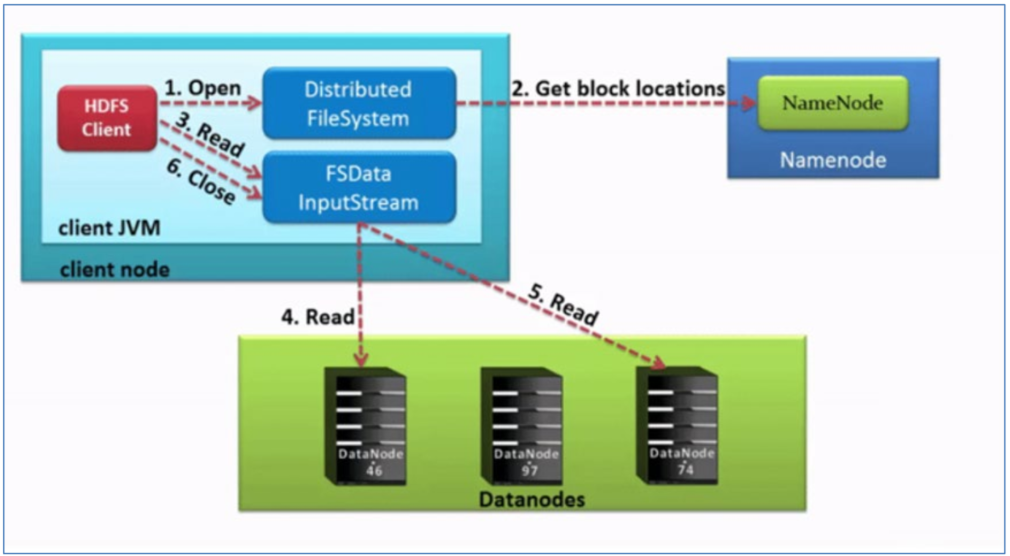 HDFS
Client
1. Open
Distributed
FileSystem
2. Get block locations
NameNode
Namenode
3. Read
6. Close
FSData
InputStream
client JVM
client node
4. Read
5. Read
DataNode
46
DataNode
97
DataNode
74
Datanodes